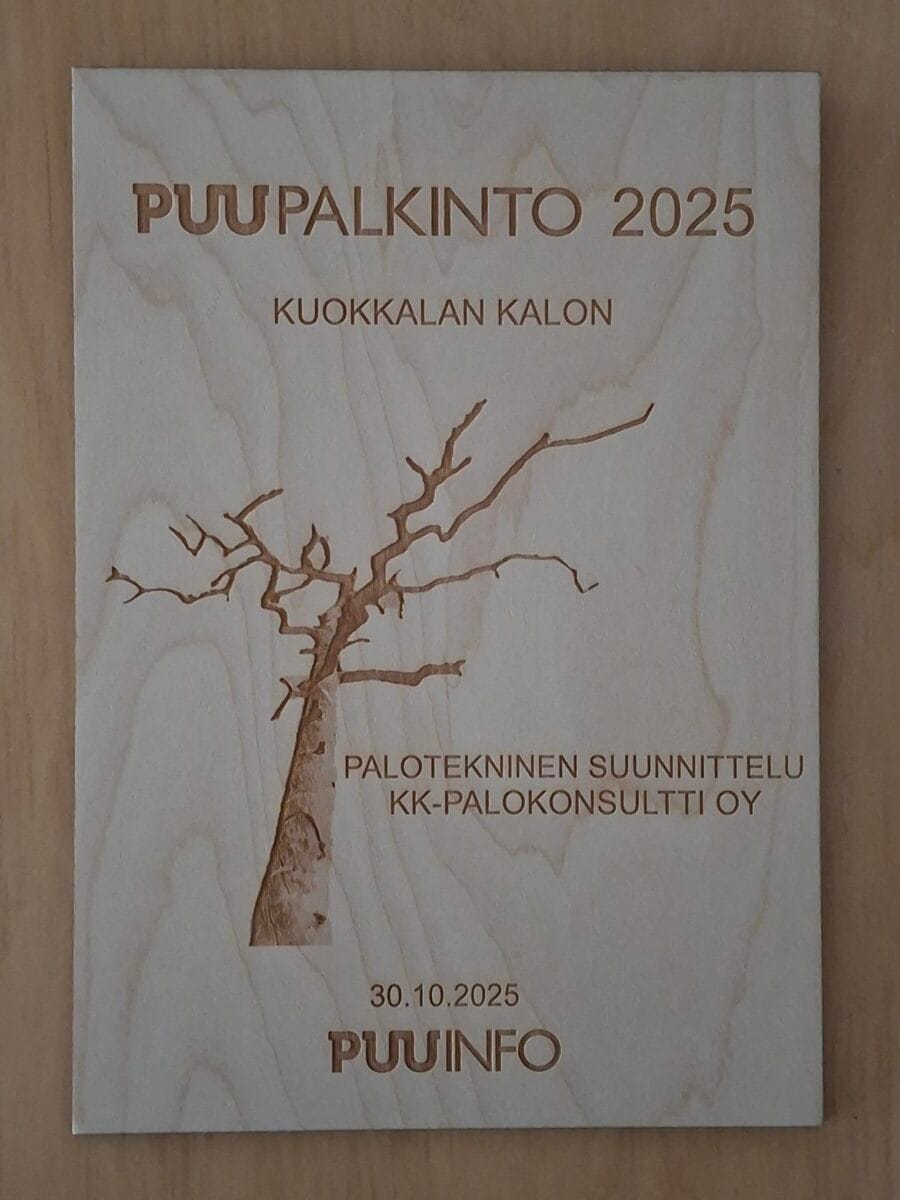 PUUPALKINTO 2025
KUOKKALAN KALON
PALOTEKNINEN SUUNNITTELU
KK-PALOKONSULTTI OY
30.10.2025
PUUINFO